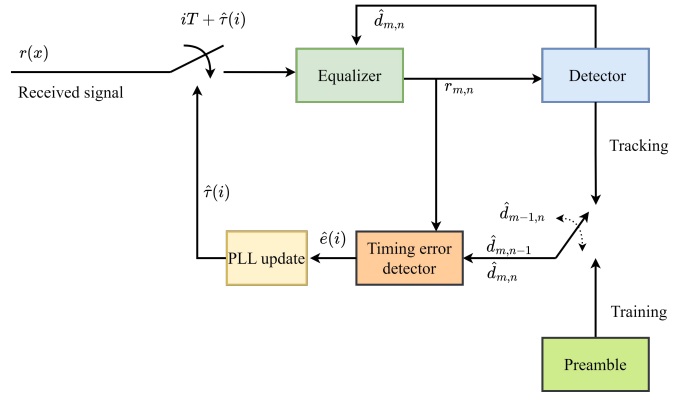 iT + τ̂(i)
d̂m,n
r(x)
Received signal
Equalizer
Detector
rm,n
Tracking
τ̂(i)
d̂m−1,n
ê(i)
PLL update
Timing error
detector
d̂m,n−1
d̂m,n
Training
Preamble